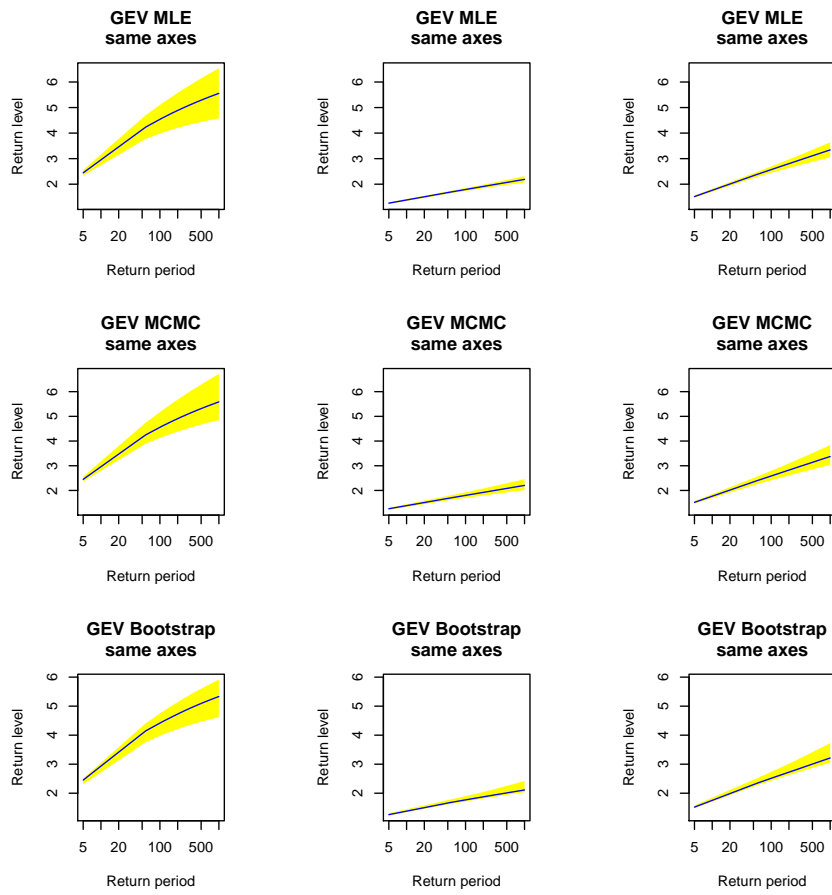 GEV MLE
same axes
GEV MLE
same axes
GEV MLE
same axes
Return level
6
5
4
3
2
5
20
100
500
Return period
Return level
6
5
4
3
2
5
20
100
500
Return period
Return level
6
5
4
3
2
5
20
100
500
Return period
GEV MCMC
same axes
GEV MCMC
same axes
GEV MCMC
same axes
Return level
6
5
4
3
2
5
20
100
500
Return period
Return level
6
5
4
3
2
5
20
100
500
Return period
Return level
6
5
4
3
2
5
20
100
500
Return period
GEV Bootstrap
same axes
GEV Bootstrap
same axes
GEV Bootstrap
same axes
Return level
6
5
4
3
2
5
20
100
500
Return period
Return level
6
5
4
3
2
5
20
100
500
Return period
Return level
6
5
4
3
2
5
20
100
500
Return period